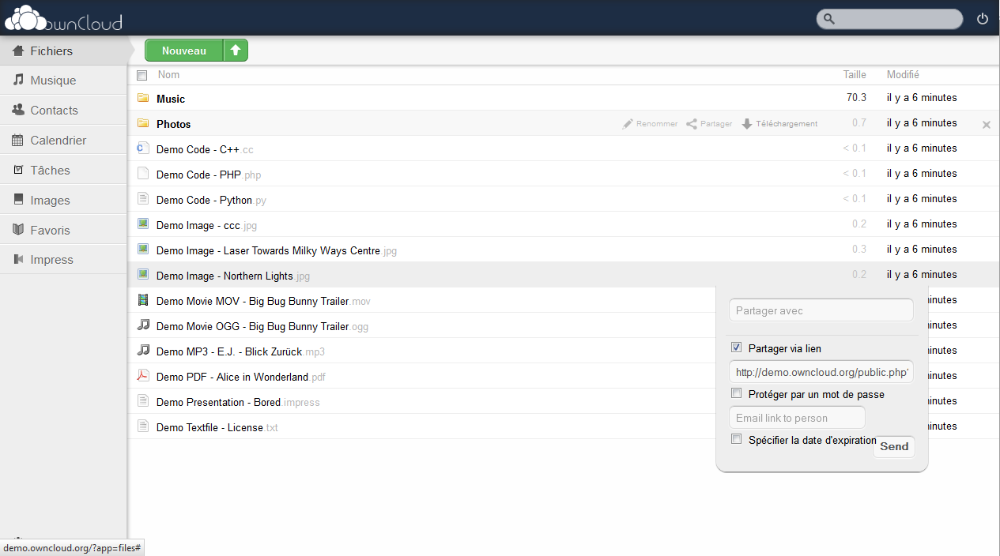 ownCloud
Fichiers
Musique
Contacts
Calendrier
Tâches
Images
Favoris
Impress
Nouveau
Nom Taille Modifié
Music 70.3 il y a 6 minutes
Photos Renommer Partager Téléchargement 0.7 il y a 6 minutes
Demo Code - C++.cc < 0.1 il y a 6 minutes
Demo Code - PHP.php < 0.1 il y a 6 minutes
Demo Code - Python.py < 0.1 il y a 6 minutes
Demo Image - ccc.jpg 0.2 il y a 6 minutes
Demo Image - Laser Towards Milky Ways Centre.jpg 0.3 il y a 6 minutes
Demo Image - Northern Lights.jpg 0.2 il y a 6 minutes
Demo Movie MOV - Big Bug Bunny Trailer.mov
Demo Movie OGG - Big Bug Bunny Trailer.ogg
Demo MP3 - E.J. - Blick Zurück.mp3
Demo PDF - Alice in Wonderland.pdf
Demo Presentation - Bored.impress
Demo Textfile - License.txt
Partager avec
Partager via lien
http://demo.owncloud.org/public.php
Protéger par un mot de passe
Email link to person
Spécifier la date d'expiration
Send
demo.owncloud.org/?app=files#